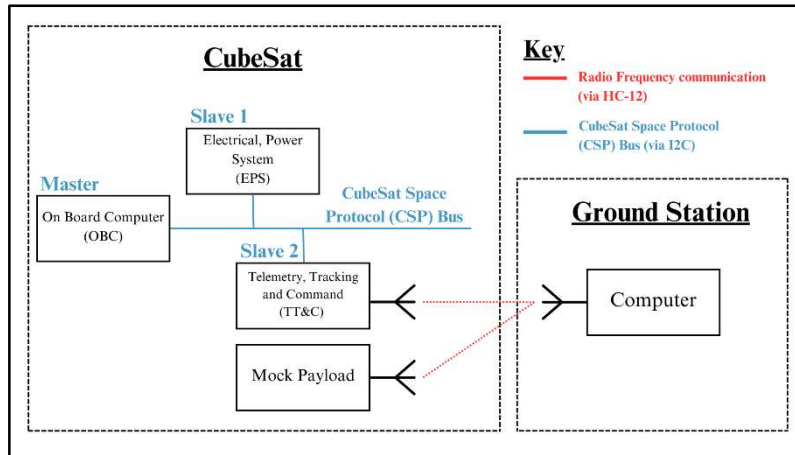 CubeSat
Slave 1
Electrical, Power
System
(EPS)
Master
On Board Computer
(OBC)
CubeSat Space
Protocol (CSP) Bus
Slave 2
Telemetry, Tracking
and Command
(TT&C)
Mock Payload
Key
Radio Frequency communication
(via HC-12)
CubeSat Space Protocol
(CSP) Bus (via I2C)
Ground Station
Computer